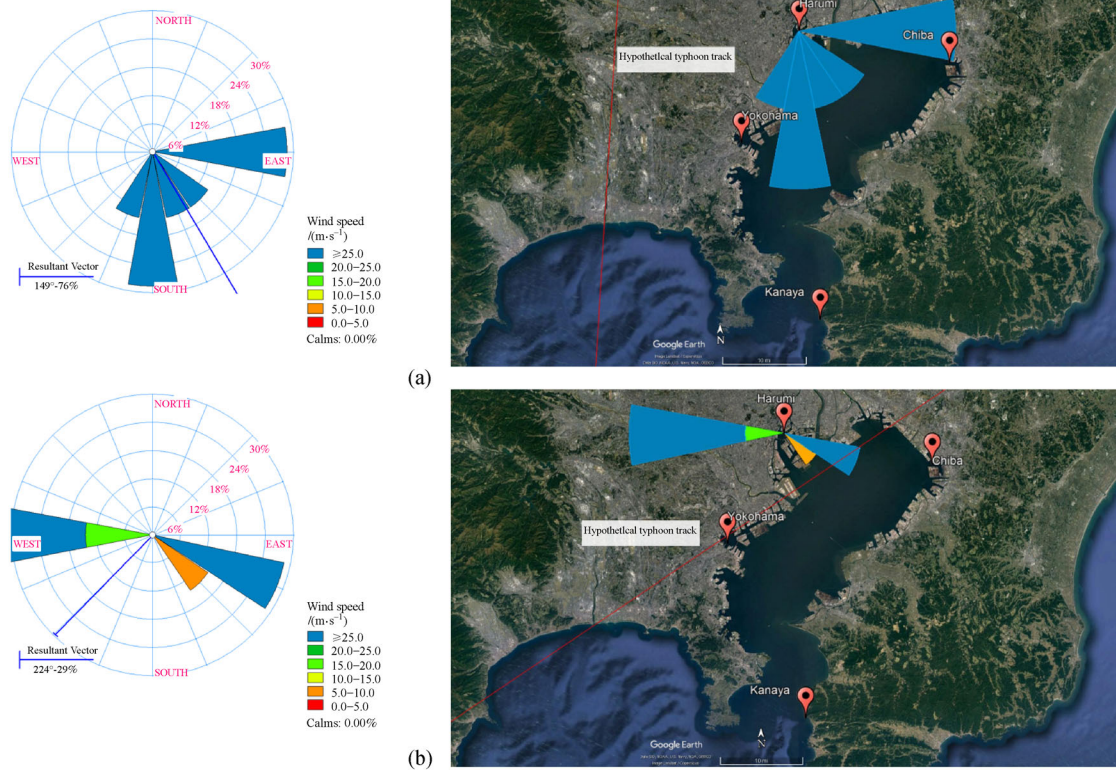 NORTH
30%
24%
18%
12%
6%
WEST
EAST
SOUTH
Resultant Vector
149°-76%
Wind speed
/(m·s⁻¹)
≥25.0
20.0−25.0
15.0−20.0
10.0−15.0
5.0−10.0
0.0−5.0
Calms: 0.00%
Harumi
Hypothetical typhoon track
Chiba
Yokohama
Kanaya
N
Google Earth
10 mi
(a)
NORTH
30%
24%
18%
12%
6%
WEST
EAST
SOUTH
Resultant Vector
224°-29%
Wind speed
/(m·s⁻¹)
≥25.0
20.0−25.0
15.0−20.0
10.0−15.0
5.0−10.0
0.0−5.0
Calms: 0.00%
Harumi
Chiba
Yokohama
Hypothetical typhoon track
Kanaya
N
Google Earth
10 mi
(b)